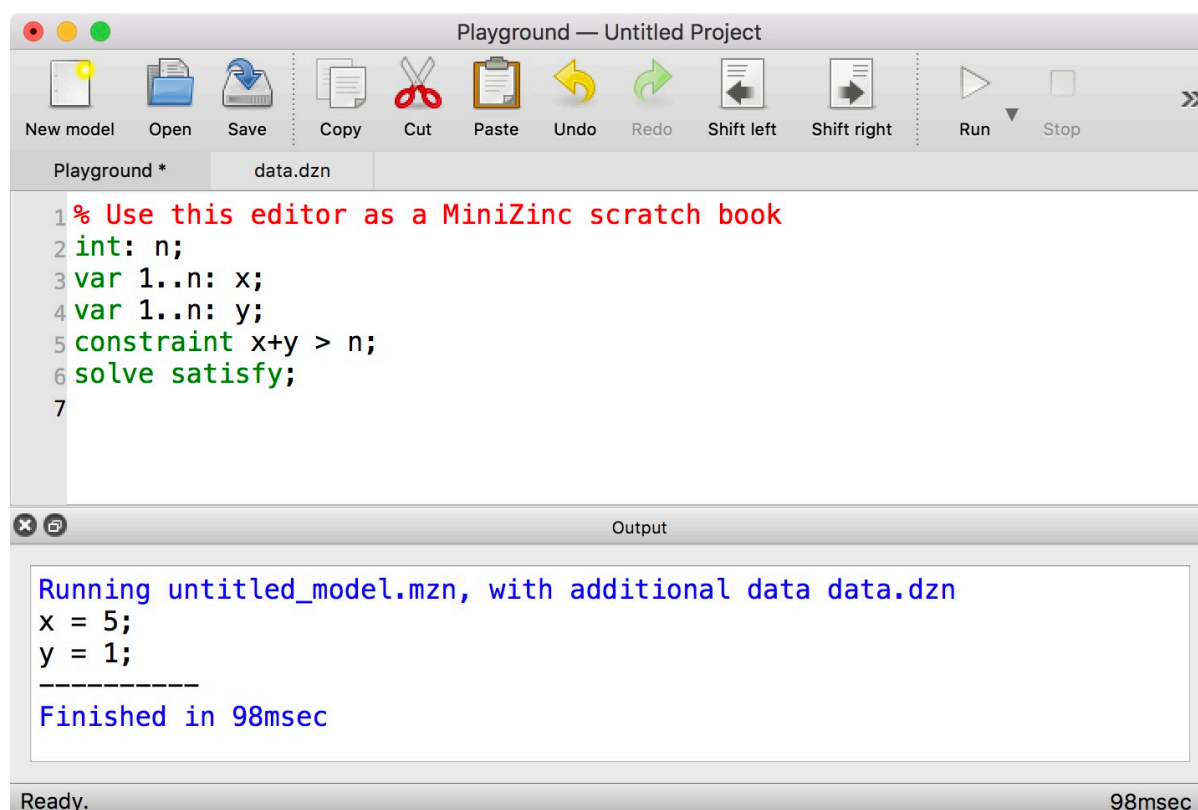 Playground — Untitled Project
New model Open Save Copy Cut Paste Undo Redo Shift left Shift right Run Stop »
Playground * data.dzn
1 % Use this editor as a MiniZinc scratch book
2 int: n;
3 var 1..n: x;
4 var 1..n: y;
5 constraint x+y > n;
6 solve satisfy;
7
Output
Running untitled_model.mzn, with additional data data.dzn
x = 5;
y = 1;
----------
Finished in 98msec
Ready. 98msec